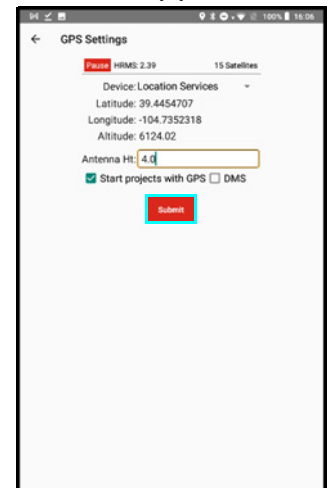 100% 16:06
← GPS Settings
Pause HRMS: 2.39 15 Satellites
Device: Location Services
Latitude: 39.4454707
Longitude: -104.7352318
Altitude: 6124.02
Antenna Ht: 4.0
Start projects with GPS DMS
Submit